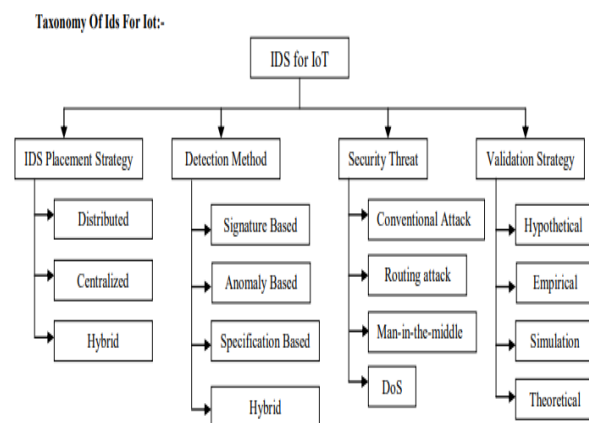 Taxonomy Of Ids For Iot:-
IDS for IoT
IDS Placement Strategy
Distributed
Centralized
Hybrid
Detection Method
Signature Based
Anomaly Based
Specification Based
Hybrid
Security Threat
Conventional Attack
Routing attack
Man-in-the-middle
DoS
Validation Strategy
Hypothetical
Empirical
Simulation
Theoretical